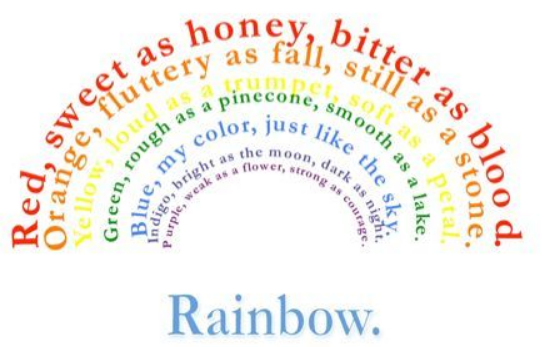 Red, sweet as honey, bitter as bloo d.
Orange, fluttery as fall, still as a stone.
Yellow, loud as a trumpet, soft as a petal.
Green, rough as a pinecone, smooth as a lake.
Blue, my color, just like the sky.
Indigo, bright as the moon, dark as night.
Purple, weak as a flower, strong as courage.
Rainbow.